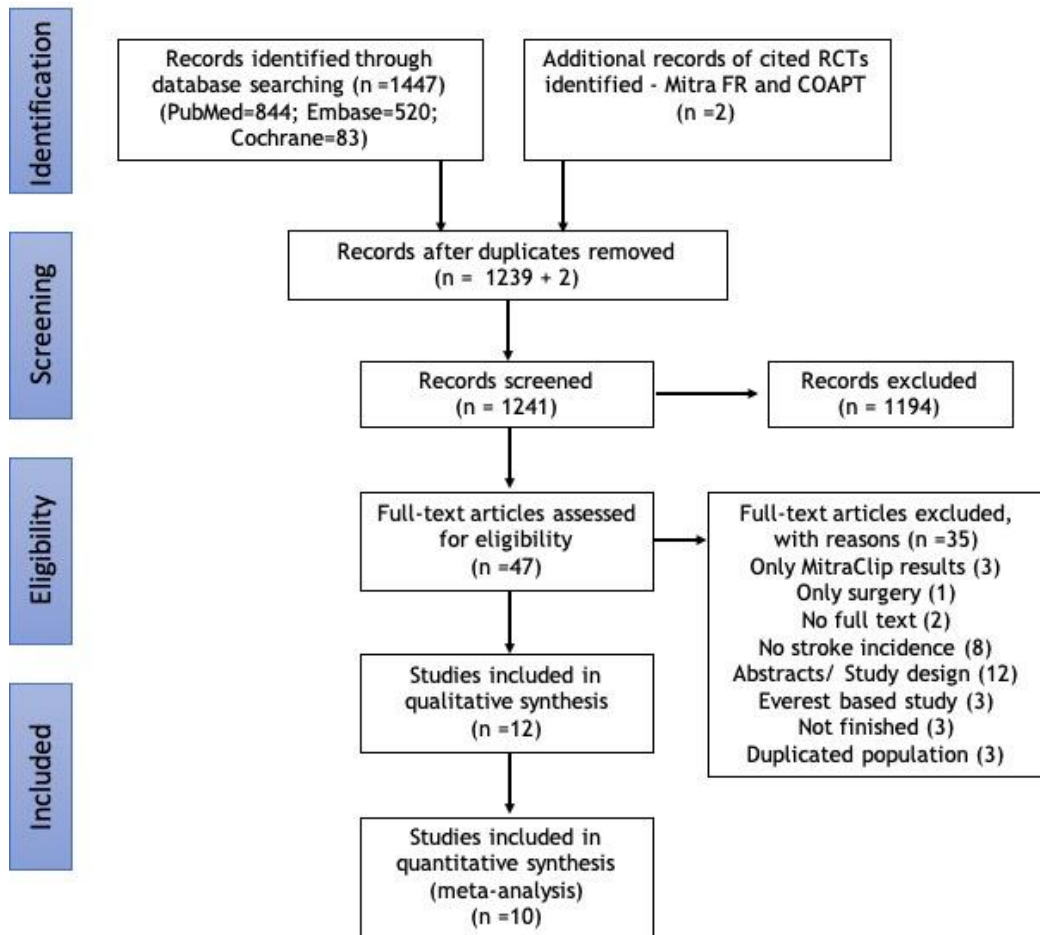 Identification
Records identified through
database searching (n =1447)
(PubMed=844; Embase=520;
Cochrane=83)
Additional records of cited RCTs
identified - Mitra FR and COAPT
(n =2)
Screening
Records after duplicates removed
(n = 1239 + 2)
Records screened
(n = 1241)
Records excluded
(n = 1194)
Eligibility
Full-text articles assessed
for eligibility
(n =47)
Full-text articles excluded,
with reasons (n =35)
Only MitraClip results (3)
Only surgery (1)
No full text (2)
No stroke incidence (8)
Abstracts/ Study design (12)
Everest based study (3)
Not finished (3)
Duplicated population (3)
Studies included in
qualitative synthesis
(n =12)
Included
Studies included in
quantitative synthesis
(meta-analysis)
(n =10)